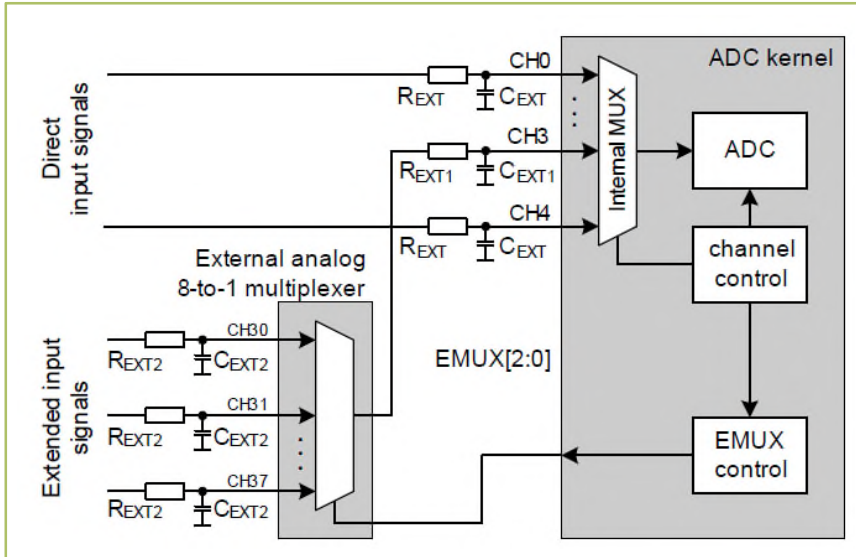 ADC kernel
CH0
REXT
CEXT
Internal MUX
ADC
Direct
input signals
CH3
REXT1
CEXT1
CH4
REXT
CEXT
channel
control
External analog
8-to-1 multiplexer
CH30
REXT2
CEXT2
EMUX[2:0]
Extended input
signals
CH31
REXT2
CEXT2
EMUX
control
CH37
REXT2
CEXT2